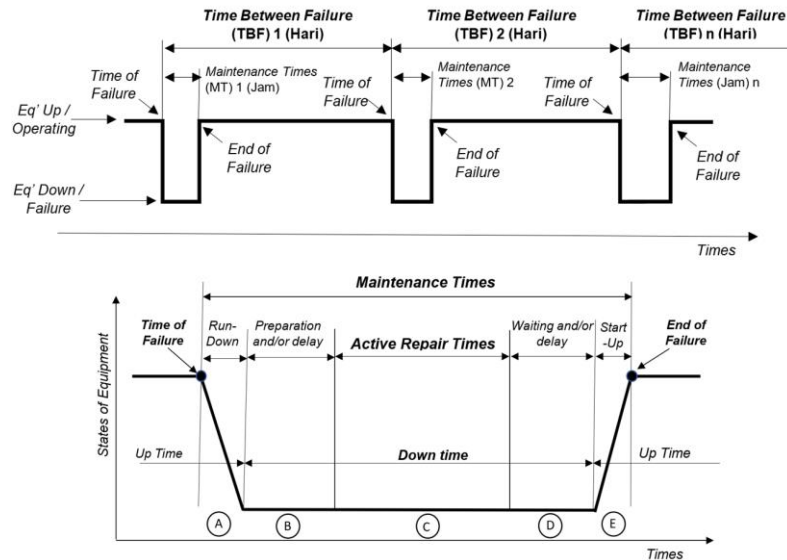 Time Between Failure
(TBF) 1 (Hari)
Time Between Failure
(TBF) 2 (Hari)
Time Between Failure
(TBF) n (Hari)
Time of
Failure
Maintenance Times
(MT) 1 (Jam)
Time of
Failure
Maintenance
Times (MT) 2
Time of
Failure
Maintenance
Times (Jam) n
Eq' Up /
Operating
End of
Failure
End of
Failure
End of
Failure
Eq' Down /
Failure
Times
Maintenance Times
Time of
Failure
Run-
Down
Preparation
and/or delay
Active Repair Times
Waiting and/or
delay
Start
-Up
End of
Failure
States of Equipment
Up Time
Down time
Up Time
A
B
C
D
E
Times